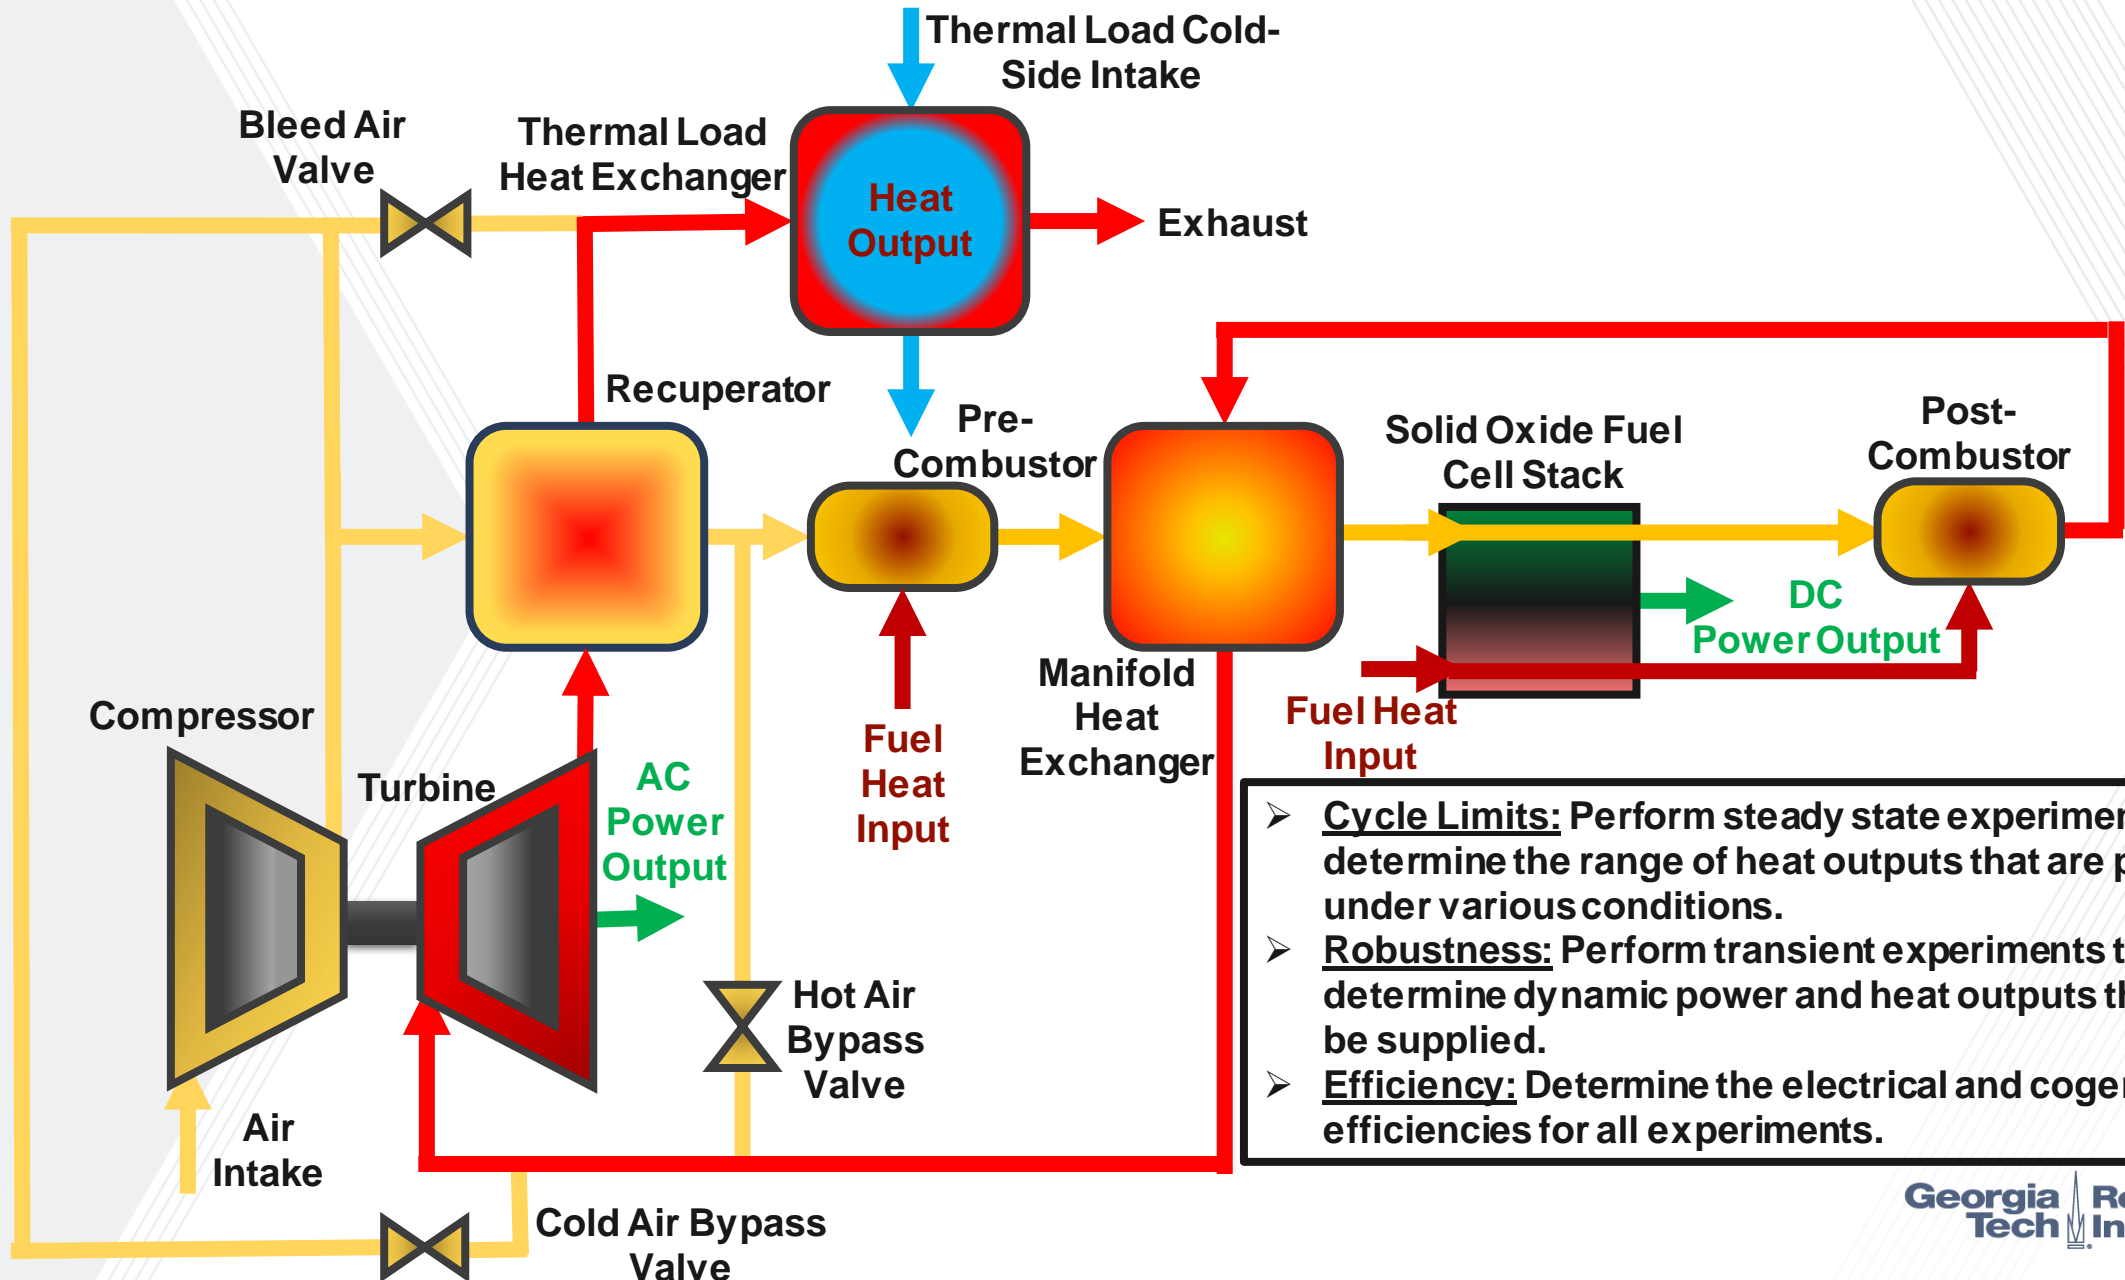 Thermal Load Cold-
Side Intake
Bleed Air
Valve
Thermal Load
Heat Exchanger
Heat
Output
Exhaust
Recuperator
Pre-
Combustor
Solid Oxide Fuel
Cell Stack
Post-
Combustor
DC
Power Output
Manifold
Heat
Exchanger
Fuel Heat
Input
Fuel
Heat
Input
Compressor
Turbine
AC
Power
Output
Hot Air
Bypass
Valve
Air
Intake
Cold Air Bypass
Valve
➢ Cycle Limits: Perform steady state
determine the range of heat outputs that are
under various conditions.
➢ Robustness: Perform transient experiments
determine dynamic power and heat outputs
be supplied.
➢ Efficiency: Determine the electrical and
efficiencies for all experiments.
Georgia
Tech